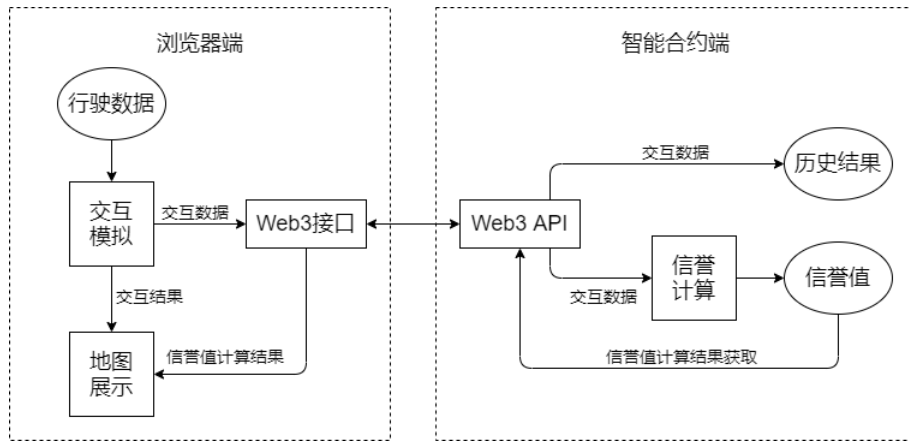 浏览器端
行驶数据
交互
模拟
交互数据
Web3接口
交互结果
地图
展示
信誉值计算结果
智能合约端
交互数据
历史结果
Web3 API
交互数据
信誉
计算
信誉值
信誉值计算结果获取